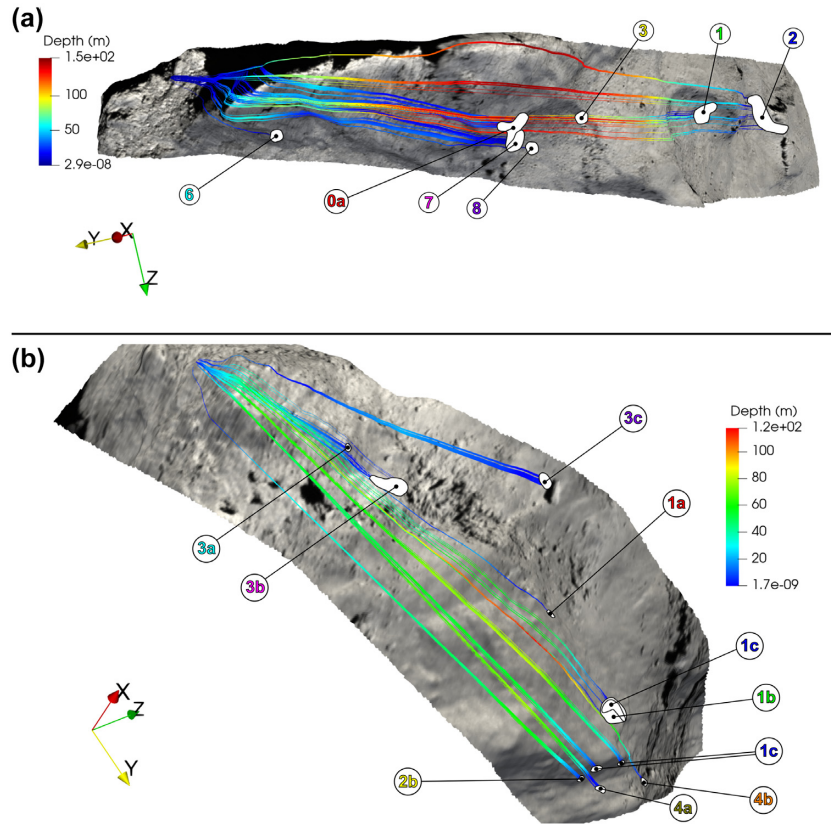 (a)
Depth (m)
1.5e+02
100
50
2.9e-08
3
1
2
6
0a
7
8
Y
X
Z
(b)
Depth (m)
1.2e+02
100
80
60
40
20
1.7e-09
3c
1a
3a
3b
1c
1b
1c
2b
4a
4b
X
Z
Y